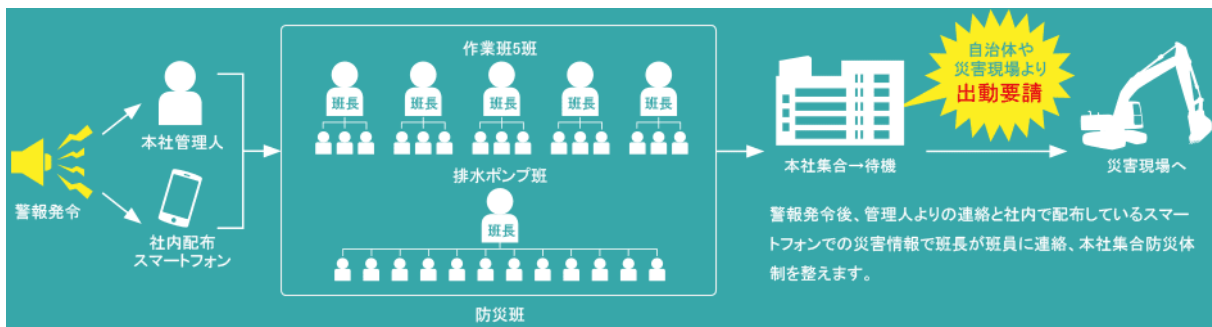 警報発令
本社管理人
社内配布
スマートフォン
作業班5班
班長
班長
班長
班長
班長
排水ポンプ班
班長
防災班
本社集合→待機
自治体や
災害現場より
出動要請
災害現場へ
警報発令後、管理人よりの連絡と社内で配布しているスマー
トフォンでの災害情報で班長が班員に連絡、本社集合防災体
制を整えます。